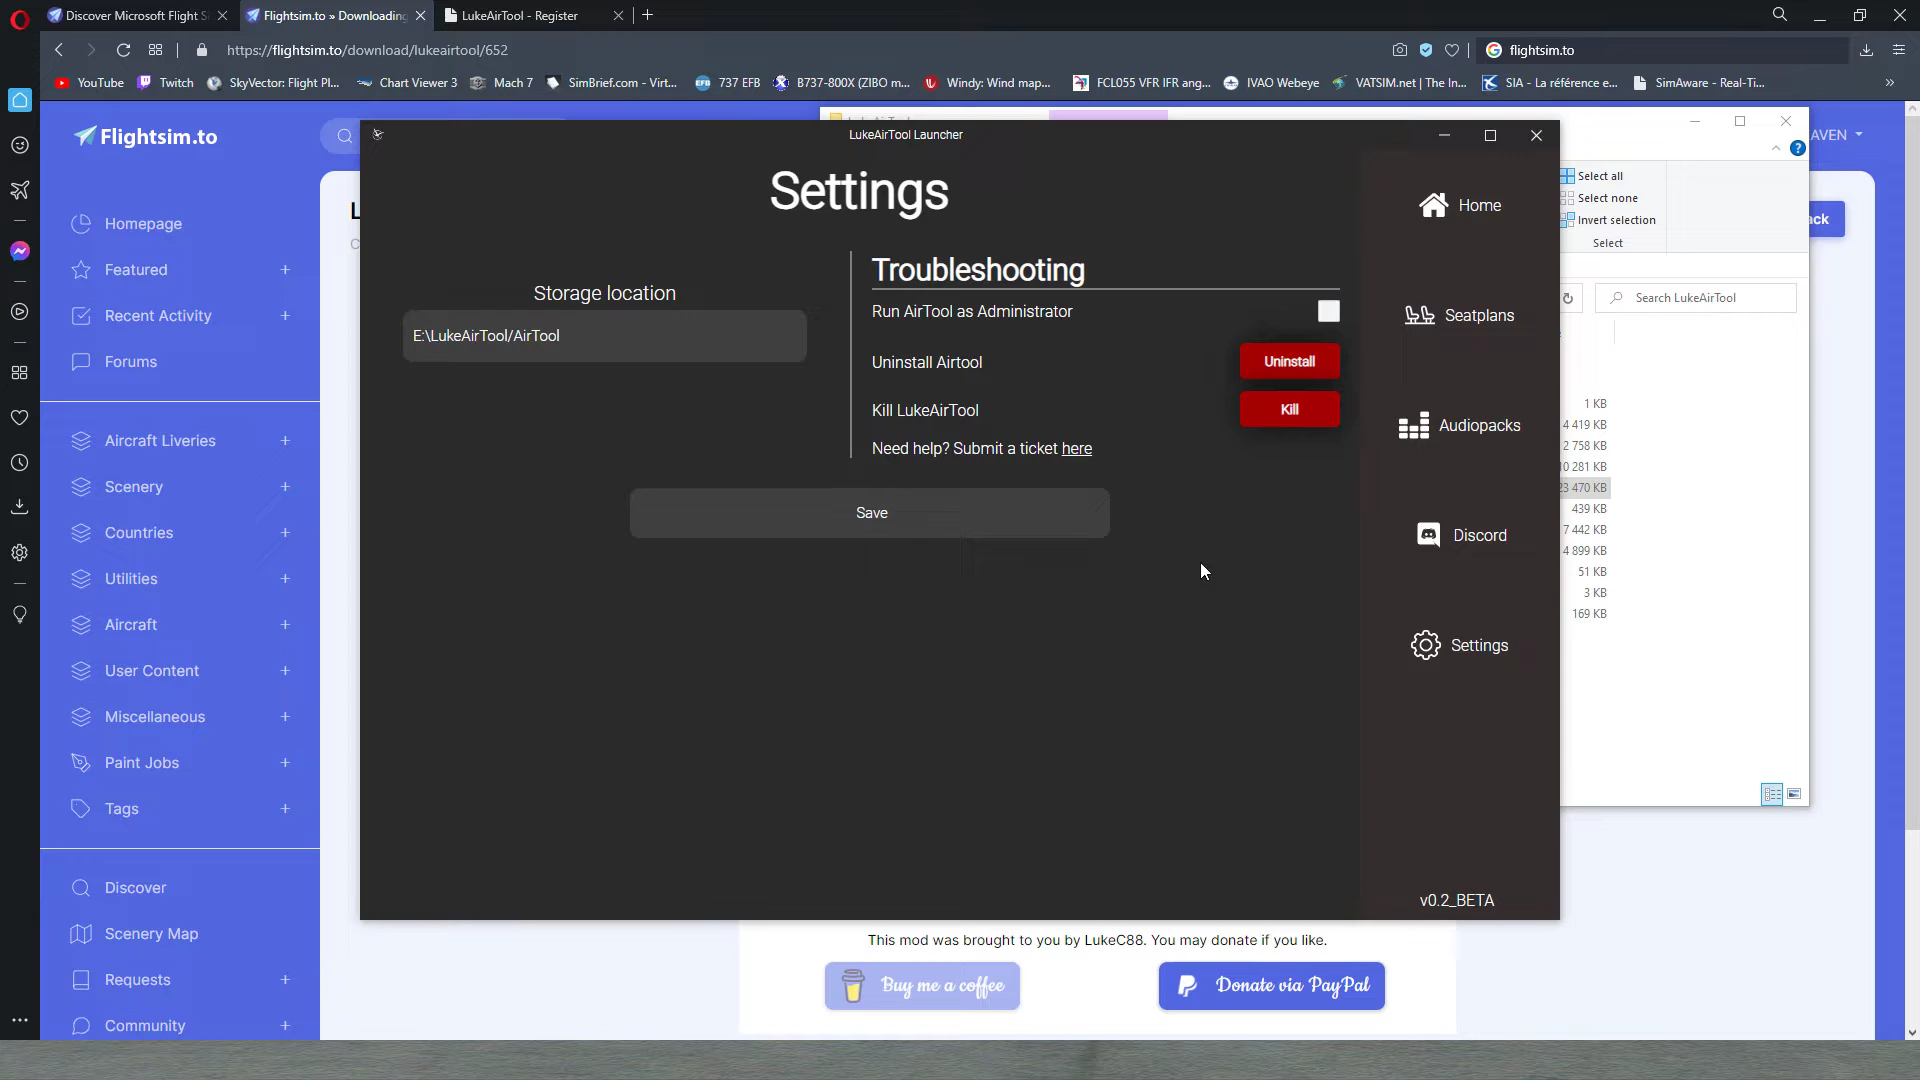 Discover Microsoft Flight S
Flightsim.to » Downloading
LukeAirTool - Register
https://flightsim.to/download/lukeairtool/652
flightsim.to
YouTube
Twitch
SkyVector: Flight Pl...
Chart Viewer 3
Mach 7
SimBrief.com - Virt...
737 EFB
B737-800X (ZIBO m...
Windy: Wind map...
FCL055 VFR IFR ang...
IVAO Webeye
VATSIM.net | The In...
SIA - La référence e...
SimAware - Real-Ti...
Flightsim.to
Homepage
Featured
Recent Activity
Forums
Aircraft Liveries
Scenery
Countries
Utilities
Aircraft
User Content
Miscellaneous
Paint Jobs
Tags
Discover
Scenery Map
Requests
Community
LukeAirTool Launcher
Settings
Storage location
E:\LukeAirTool/AirTool
Troubleshooting
Run AirTool as Administrator
Uninstall Airtool
Uninstall
Kill LukeAirTool
Kill
Need help? Submit a ticket here
Save
Home
Seatplans
Audiopacks
Discord
Settings
v0.2_BETA
AVEN
Select all
Select none
Invert selection
Select
ck
Search LukeAirTool
1 KB
4 419 KB
2 758 KB
10 281 KB
23 470 KB
439 KB
7 442 KB
4 899 KB
51 KB
3 KB
169 KB
This mod was brought to you by LukeC88. You may donate if you like.
Buy me a coffee
Donate via PayPal